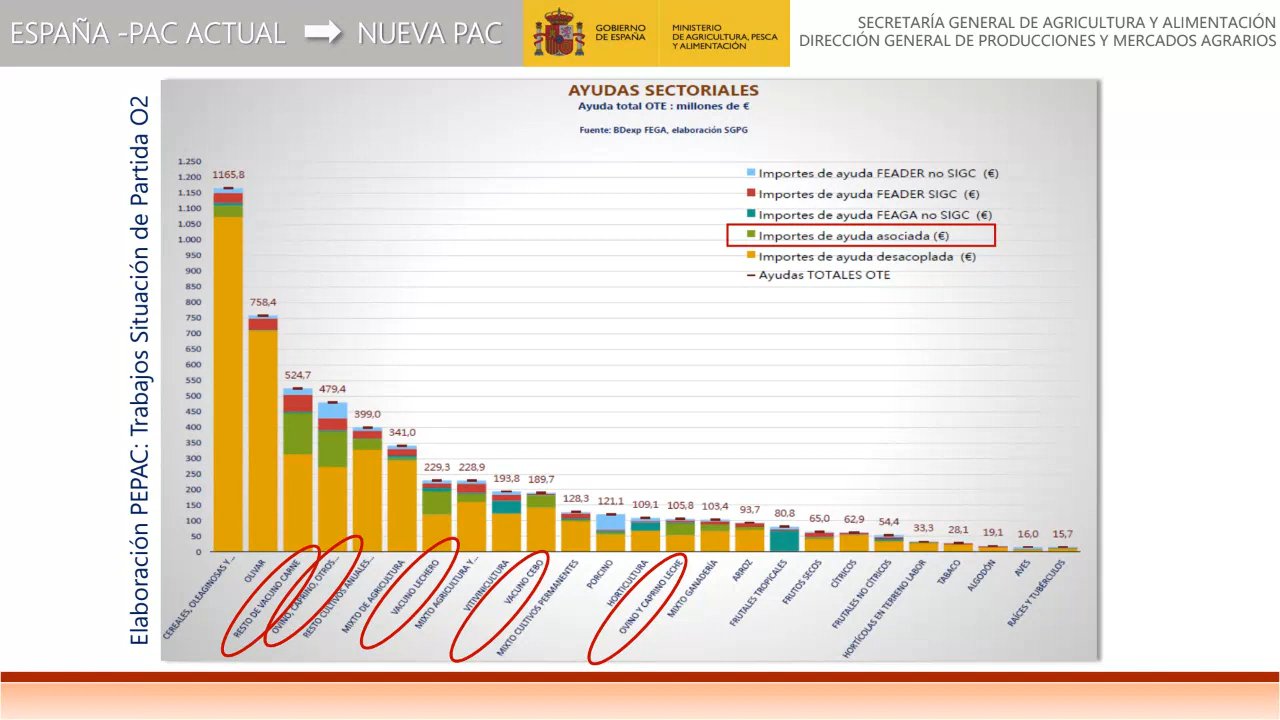 ESPAÑA -PAC ACTUAL NUEVA PAC
GOBIERNO
DE ESPAÑA
MINISTERIO
DE AGRICULTURA, PESCA
Y ALIMENTACIÓN
SECRETARÍA GENERAL DE AGRICULTURA Y ALIMENTACIÓN
DIRECCIÓN GENERAL DE PRODUCCIONES Y MERCADOS AGRARIOS
Elaboración PEPAC: Trabajos Situación de Partida O2
AYUDAS SECTORIALES
Ayuda total OTE : millones de €
Fuente: BDexp FEGA, elaboración SGPG
Importes de ayuda FEADER no SIGC (€)
Importes de ayuda FEADER SIGC (€)
Importes de ayuda FEAGA no SIGC (€)
Importes de ayuda asociada (€)
Importes de ayuda desacoplada (€)
Ayudas TOTALES OTE
1.250
1.200
1.150
1.100
1.050
1.000
950
900
850
800
750
700
650
600
550
500
450
400
350
300
250
200
150
100
50
0
1165,8
758,4
524,7
479,4
399,0
341,0
229,3
228,9
193,8
189,7
128,3
121,1
109,1
105,8
103,4
93,7
80,8
65,0
62,9
54,4
33,3
28,1
19,1
16,0
15,7
CEREALES, OLEAGINOSAS Y...
OLIVAR
RESTO DE VACUNO CARNE
OVINO, CAPRINO, OTROS...
RESTO CULTIVOS ANUALES...
MIXTO DE AGRICULTURA
VACUNO LECHERO
MIXTO AGRICULTURA Y...
VITIVINICULTURA
VACUNO CEBO
MIXTO CULTIVOS PERMANENTES
PORCINO
HORTICULTURA
OVINO Y CAPRINO LECHE
MIXTO GANADERIA
ARROZ
FRUTALES TROPICALES
FRUTOS SECOS
CÍTRICOS
FRUTALES NO CÍTRICOS
HORTÍCOLAS EN TERRENO LABOR
TABACO
ALGODÓN
AVES
RAÍCES Y TUBÉRCULOS